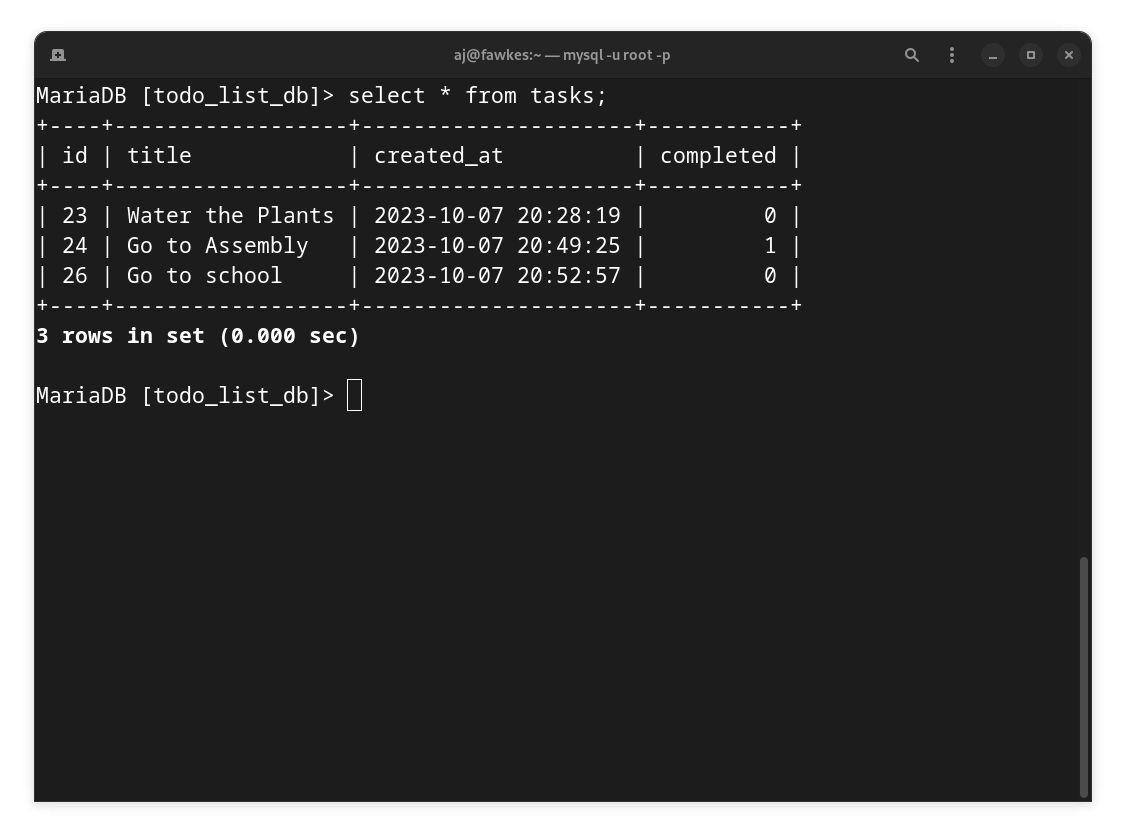 aj@fawkes:~ — mysql -u root -p
MariaDB [todo_list_db]> select * from tasks;
+----+------------------+---------------------+-----------+
| id | title            | created_at          | completed |
+----+------------------+---------------------+-----------+
| 23 | Water the Plants | 2023-10-07 20:28:19 |         0 |
| 24 | Go to Assembly   | 2023-10-07 20:49:25 |         1 |
| 26 | Go to school     | 2023-10-07 20:52:57 |         0 |
+----+------------------+---------------------+-----------+
3 rows in set (0.000 sec)
MariaDB [todo_list_db]>